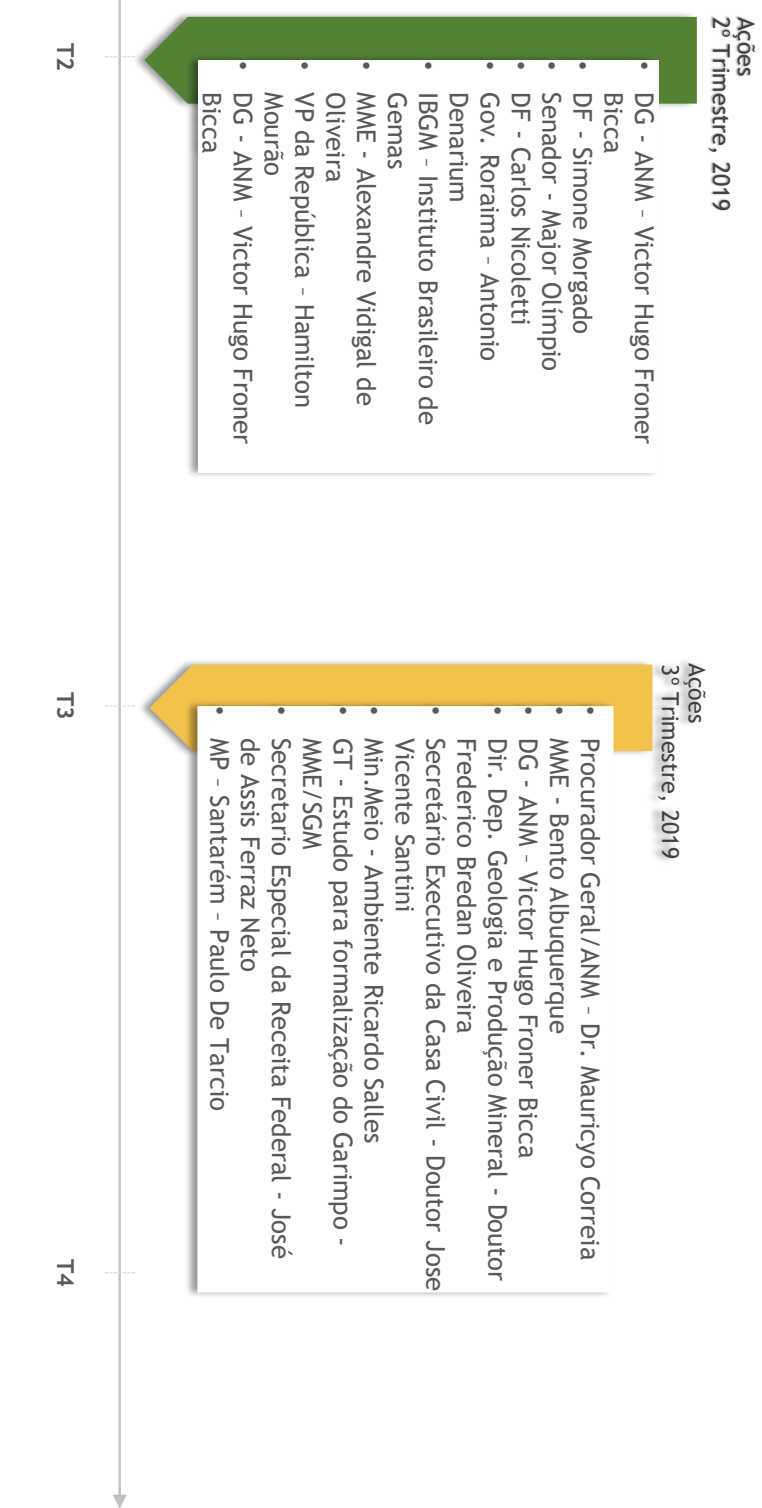 Ações
2º Trimestre, 2019
• DG - ANM – Victor Hugo Froner
Bicca
• DF - Simone Morgado
• Senador - Major Olímpio
• DF - Carlos Nicoletti
• Gov. Roraima – Antonio
Denarium
• IBGM – Instituto Brasileiro de
Gemas
• MME - Alexandre Vidigal de
Oliveira
• VP da República – Hamilton
Mourão
• DG - ANM – Victor Hugo Froner
Bicca
T2
Ações
3º Trimestre, 2019
• Procurador Geral/ANM – Dr. Mauricyo Correia
• MME - Bento Albuquerque
• DG - ANM – Victor Hugo Froner Bicca
• Dir. Dep. Geologia e Produção Mineral - Doutor
Frederico Bredan Oliveira
• Secretário Executivo da Casa Civil - Doutor Jose
Vicente Santini
• Min.Meio - Ambiente Ricardo Salles
• GT - Estudo para formalização do Garimpo -
MME/SGM
• Secretario Especial da Receita Federal - José
de Assis Ferraz Neto
• MP – Santarém – Paulo De Tarcio
T3
T4